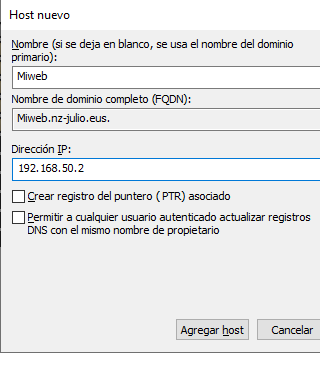 Host nuevo
Nombre (si se deja en blanco, se usa el nombre del dominio
primario):
Miweb
Nombre de dominio completo (FQDN):
Miweb.nz-julio.eus.
Dirección IP:
192.168.50.2
Crear registro del puntero (PTR) asociado
Permitir a cualquier usuario autenticado actualizar registros
DNS con el mismo nombre de propietario
Agregar host
Cancelar